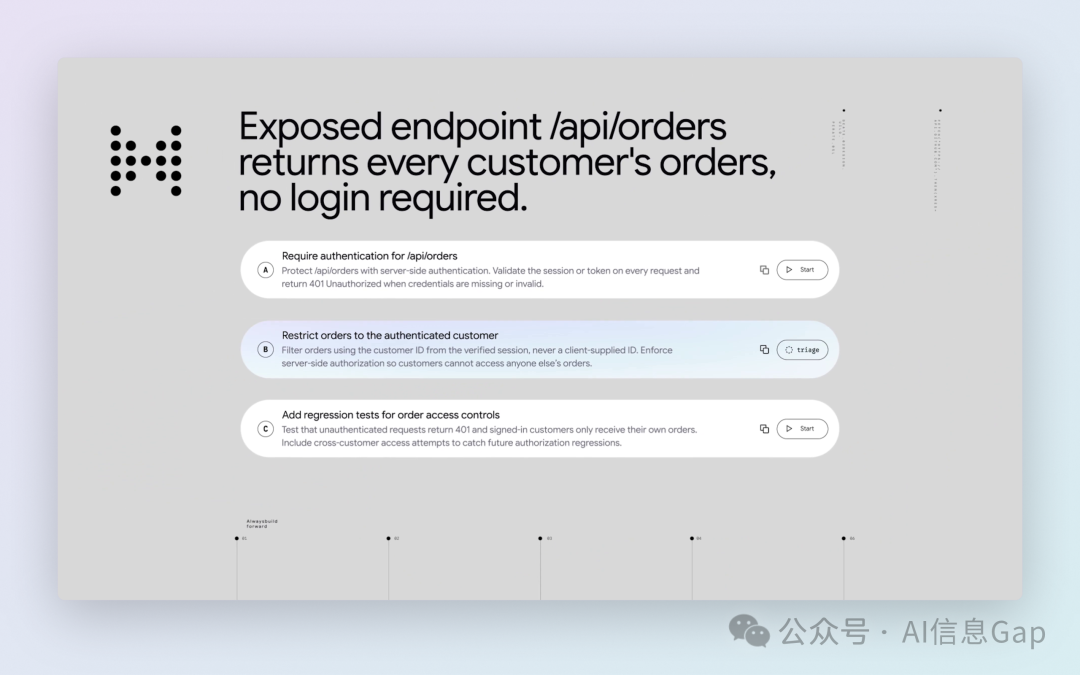 Exposed endpoint /api/orders
returns every customer's orders,
no login required.
A
Require authentication for /api/orders
Protect /api/orders with server-side authentication. Validate the session or token on every request and
return 401 Unauthorized when credentials are missing or invalid.
Start
B
Restrict orders to the authenticated customer
Filter orders using the customer ID from the verified session, never a client-supplied ID. Enforce
server-side authorization so customers cannot access anyone else's orders.
triage
C
Add regression tests for order access controls
Test that unauthenticated requests return 401 and signed-in customers only receive their own orders.
Include cross-customer access attempts to catch future authorization regressions.
Start
Alwaysbuild
forward
公众号 · AI信息Gap